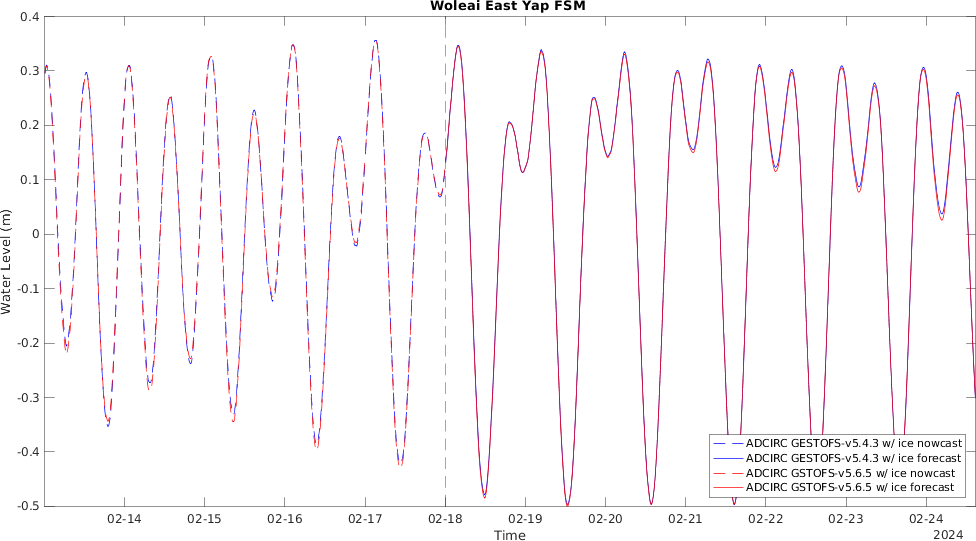 Woleai East Yap FSM
0.4
0.3
0.2
0.1
0
-0.1
-0.2
-0.3
-0.4
-0.5
Water Level (m)
ADCIRC GESTOFS-v5.4.3 w/ ice nowcast
ADCIRC GESTOFS-v5.4.3 w/ ice forecast
ADCIRC GSTOFS-v5.6.5 w/ ice nowcast
ADCIRC GSTOFS-v5.6.5 w/ ice forecast
02-14 02-15 02-16 02-17 02-18 02-19 02-20 02-21 02-22 02-23 02-24
Time
2024